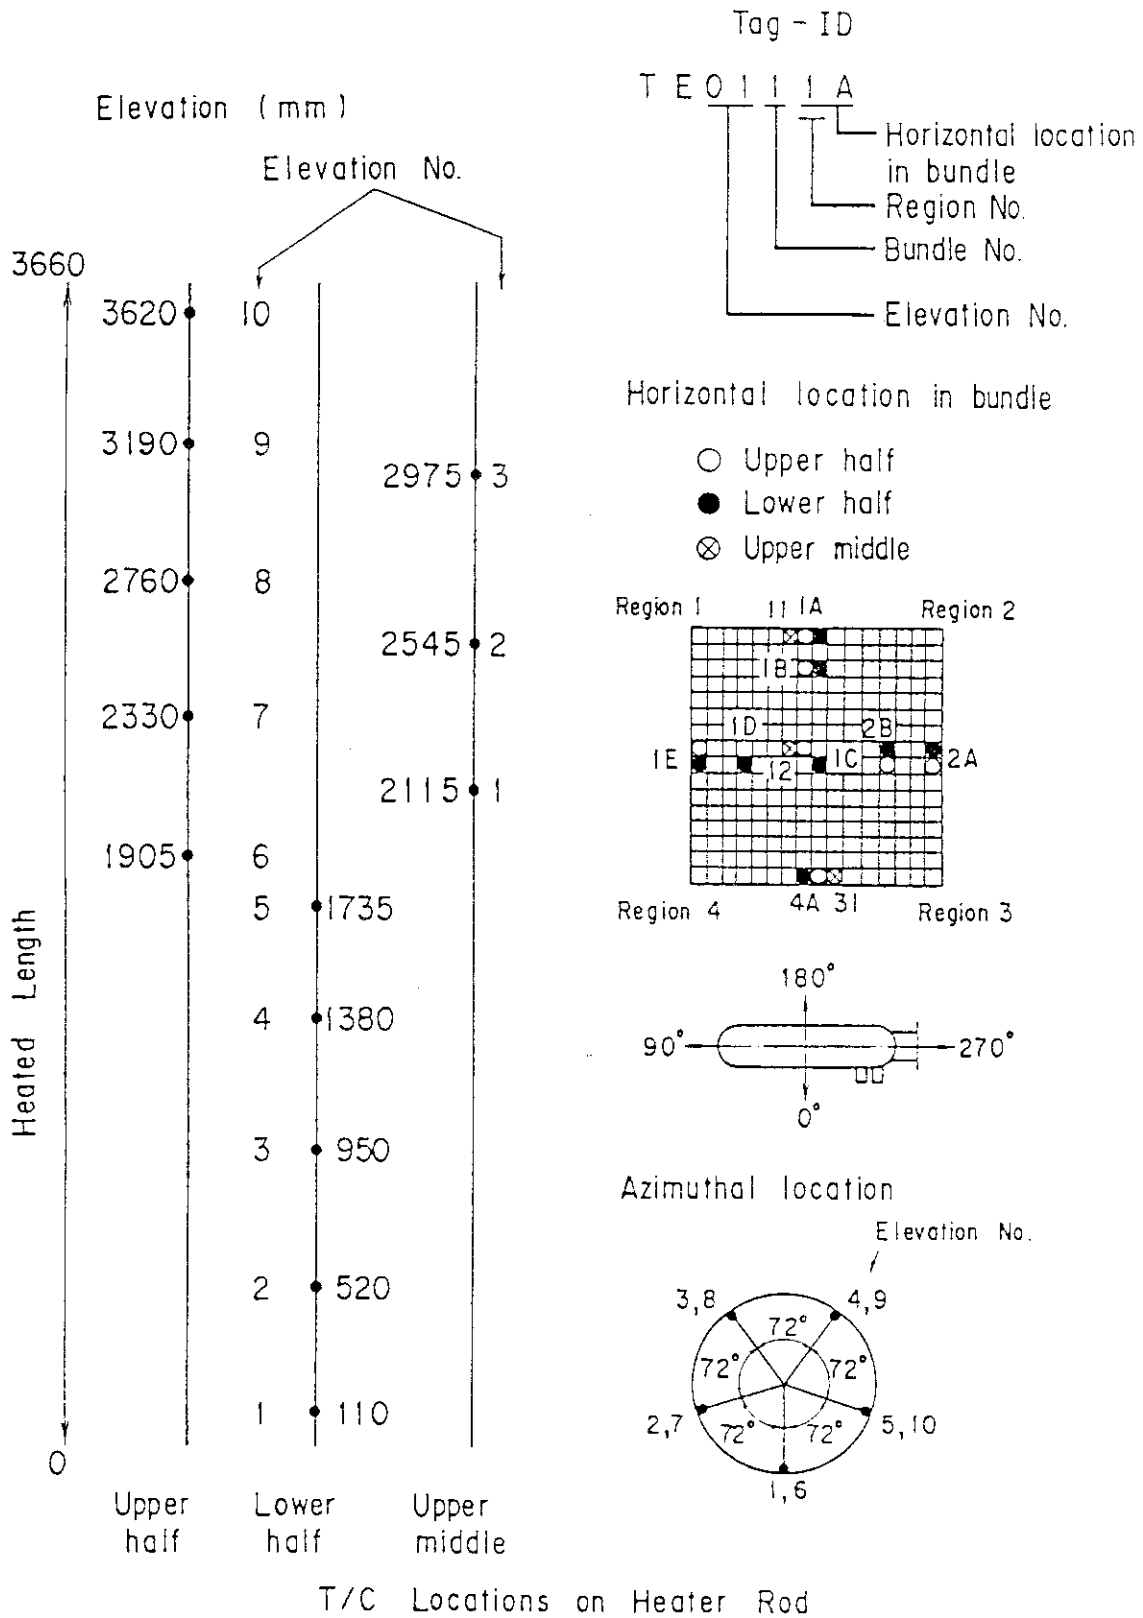 Tag - ID
T E 0 1 1 1 A
Horizontal location
in bundle
Region No.
Bundle No.
Elevation No.
Elevation (mm)
Elevation No.
3660
3620 10
3190 9
2975 3
2760 8
2545 2
2330 7
2115 1
1905 6
5 1735
4 1380
3 950
2 520
1 110
0
Heated Length
Upper
half
Lower
half
Upper
middle
Horizontal location in bundle
Upper half
Lower half
Upper middle
Region 1 11 1A Region 2
1B
1D 2B
1E 12 1C 2A
Region 4 4A 31 Region 3
180°
90° 270°
0°
Azimuthal location
Elevation No.
3,8 4,9
72°
72° 72°
2,7 72° 72° 5,10
1,6
T/C Locations on Heater Rod